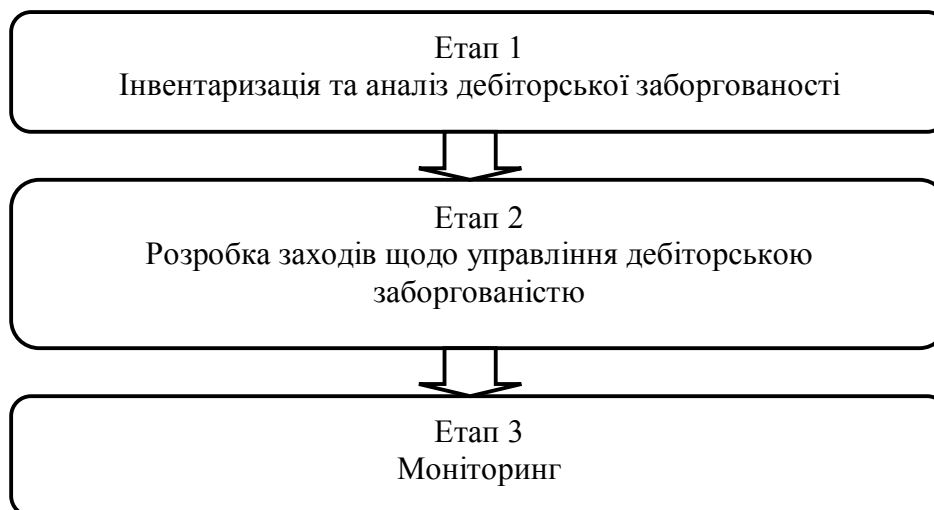 Етап 1
Інвентаризація та аналіз дебіторської заборгованості
Етап 2
Розробка заходів щодо управління дебіторською
заборгованістю
Етап 3
Моніторинг